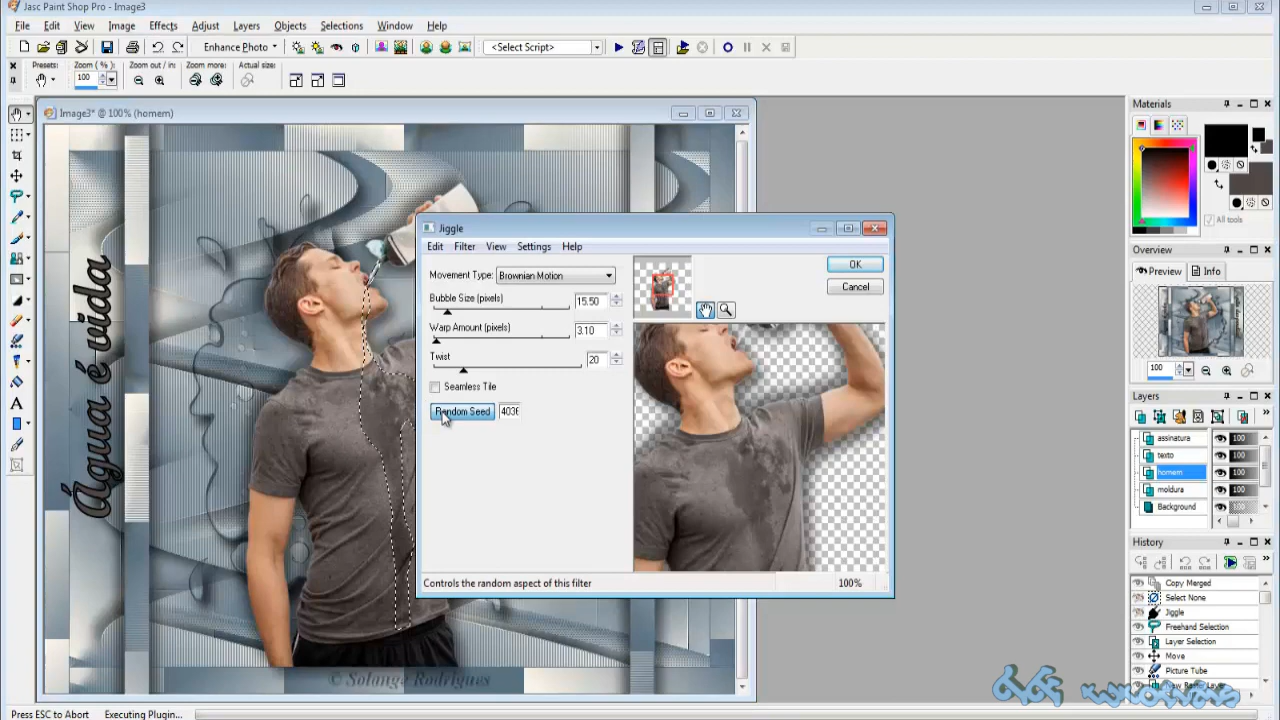 Jasc Paint Shop Pro - Image3
File Edit View Image Effects Adjust Layers Objects Selections Window Help
Enhance Photo
<Select Script>
Presets: Zoom ( % ): Zoom out / in: Zoom more: Actual size:
100
Image3* @ 100% (homem)
Água é vida
© Solange Rodrig
Jiggle
Edit Filter View Settings Help
Movement Type: Brownian Motion
Bubble Size (pixels) 15.50
Warp Amount (pixels) 3.10
Twist 20
Seamless Tile
Random Seed 403
OK
Cancel
Controls the random aspect of this filter
100%
Materials
All tools
Overview
Preview Info
100
Layers
assinatura 100
texto 100
homem 100
moldura 100
Background 100
History
Copy Merged
Select None
Jiggle
Freehand Selection
Layer Selection
Move
Picture Tube
New Raster Layer
Press ESC to Abort Executing Plugin...